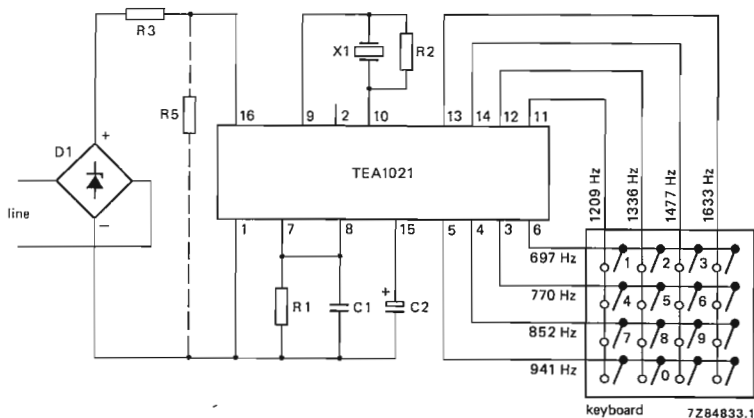 R3
X1
R2
R5
16
9
2
10
13
14
12
11
D1
+
TEA1021
line
−
1
7
8
15
5
4
3
6
1209 Hz
1336 Hz
1477 Hz
1633 Hz
R1
C1
+
C2
697 Hz
1 2 3
770 Hz
4 5 6
852 Hz
7 8 9
941 Hz
0
keyboard
7Z84833.1